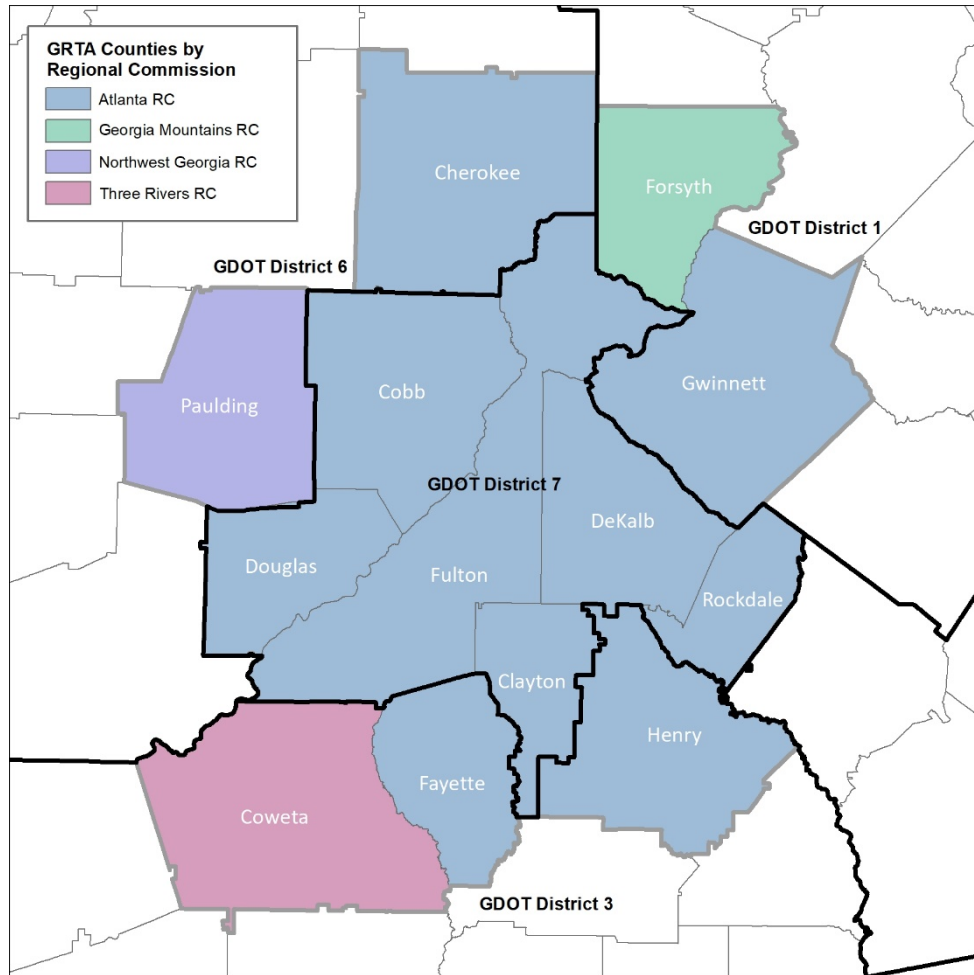 GRTA Counties by
Regional Commission
Atlanta RC
Georgia Mountains RC
Northwest Georgia RC
Three Rivers RC
Cherokee
Forsyth
GDOT District 1
GDOT District 6
Gwinnett
Cobb
Paulding
GDOT District 7
DeKalb
Douglas
Fulton
Rockdale
Clayton
Henry
Fayette
Coweta
GDOT District 3